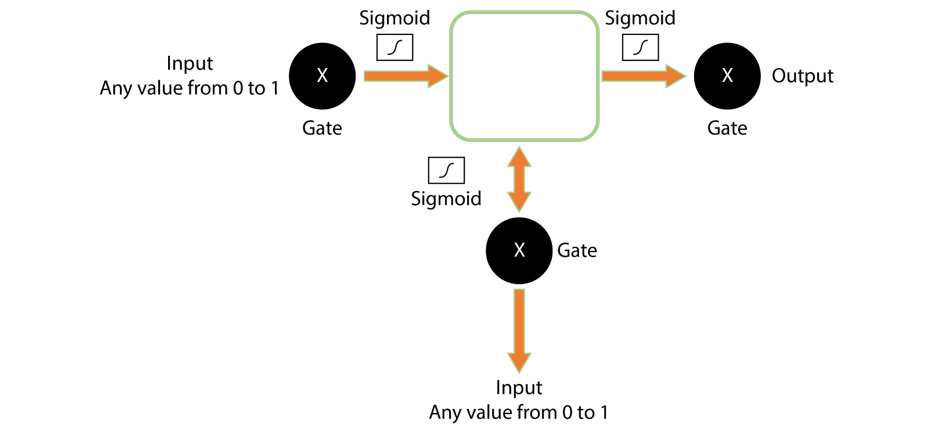 Sigmoid
Sigmoid
Input
Any value from 0 to 1
X
X
Output
Gate
Gate
Sigmoid
X
Gate
Input
Any value from 0 to 1